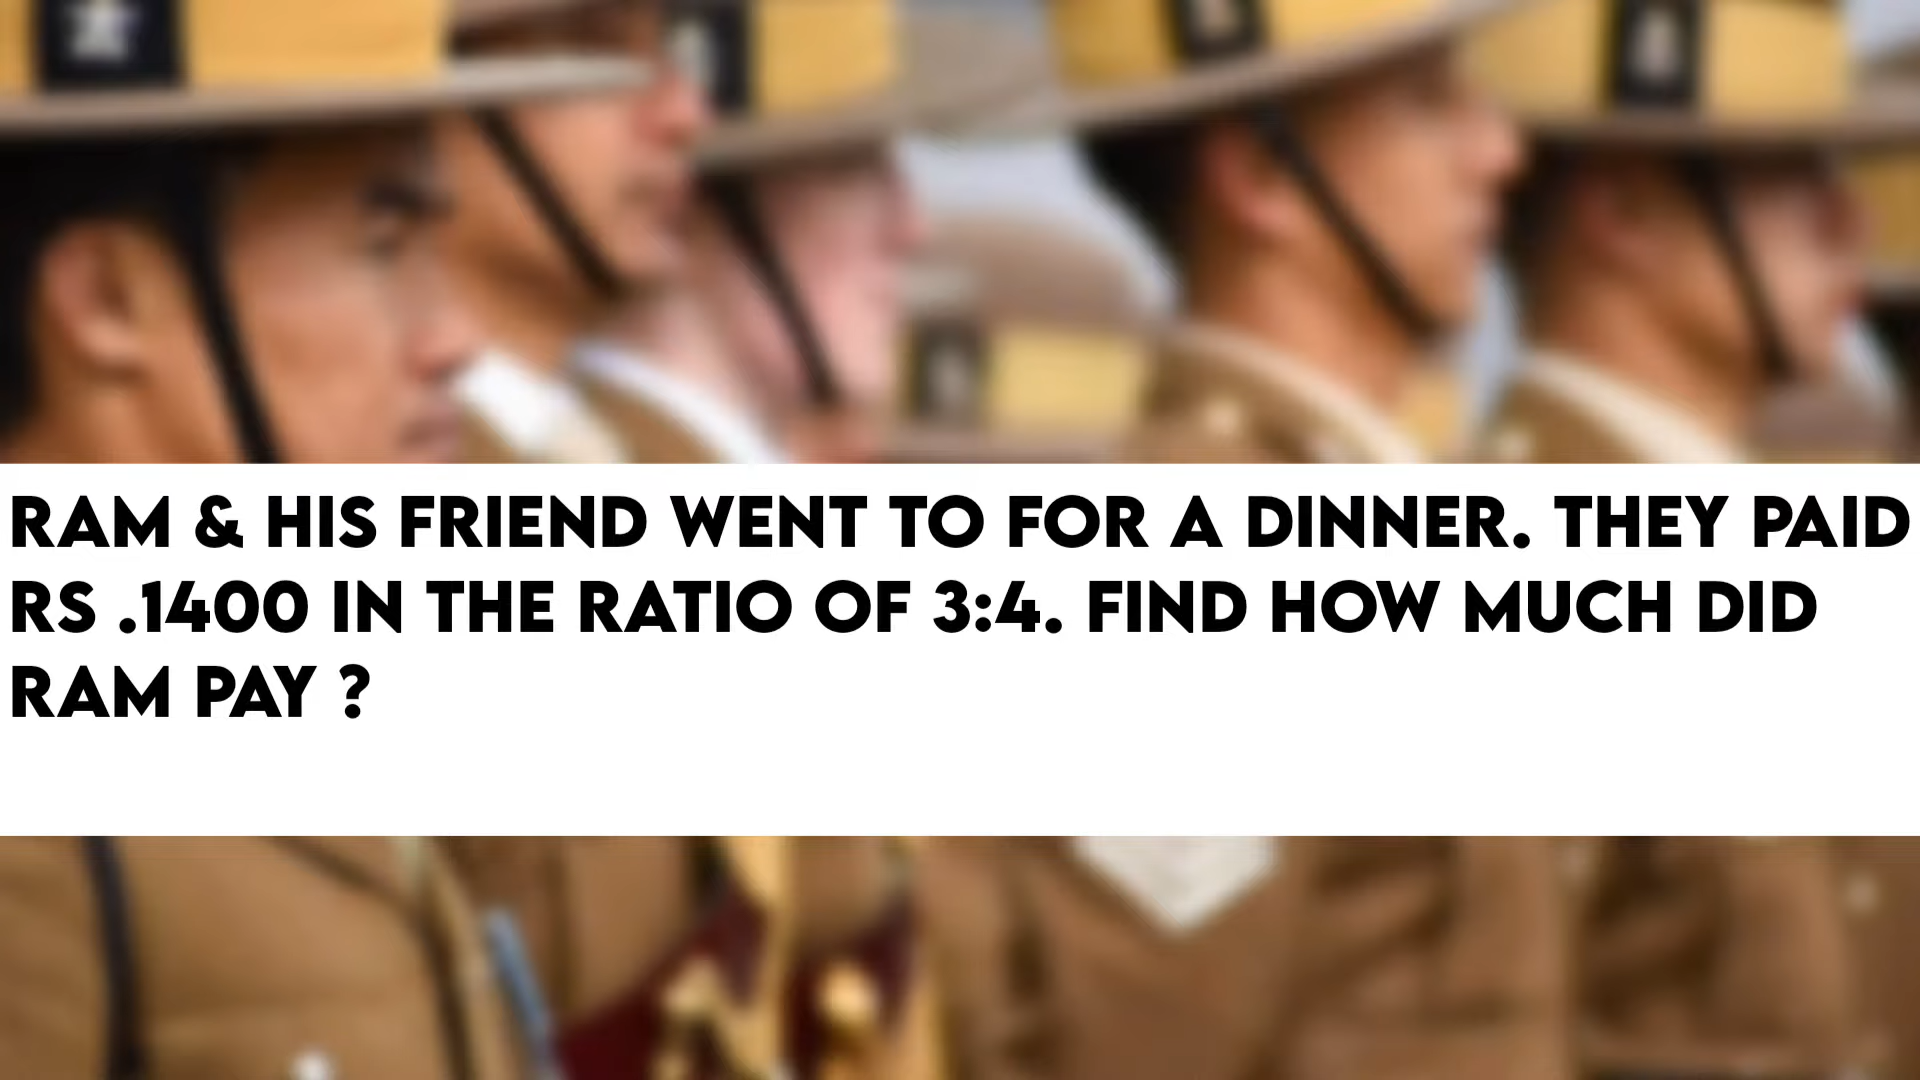 RAM & HIS FRIEND WENT TO FOR A DINNER. THEY PAID
RS .1400 IN THE RATIO OF 3:4. FIND HOW MUCH DID
RAM PAY ?